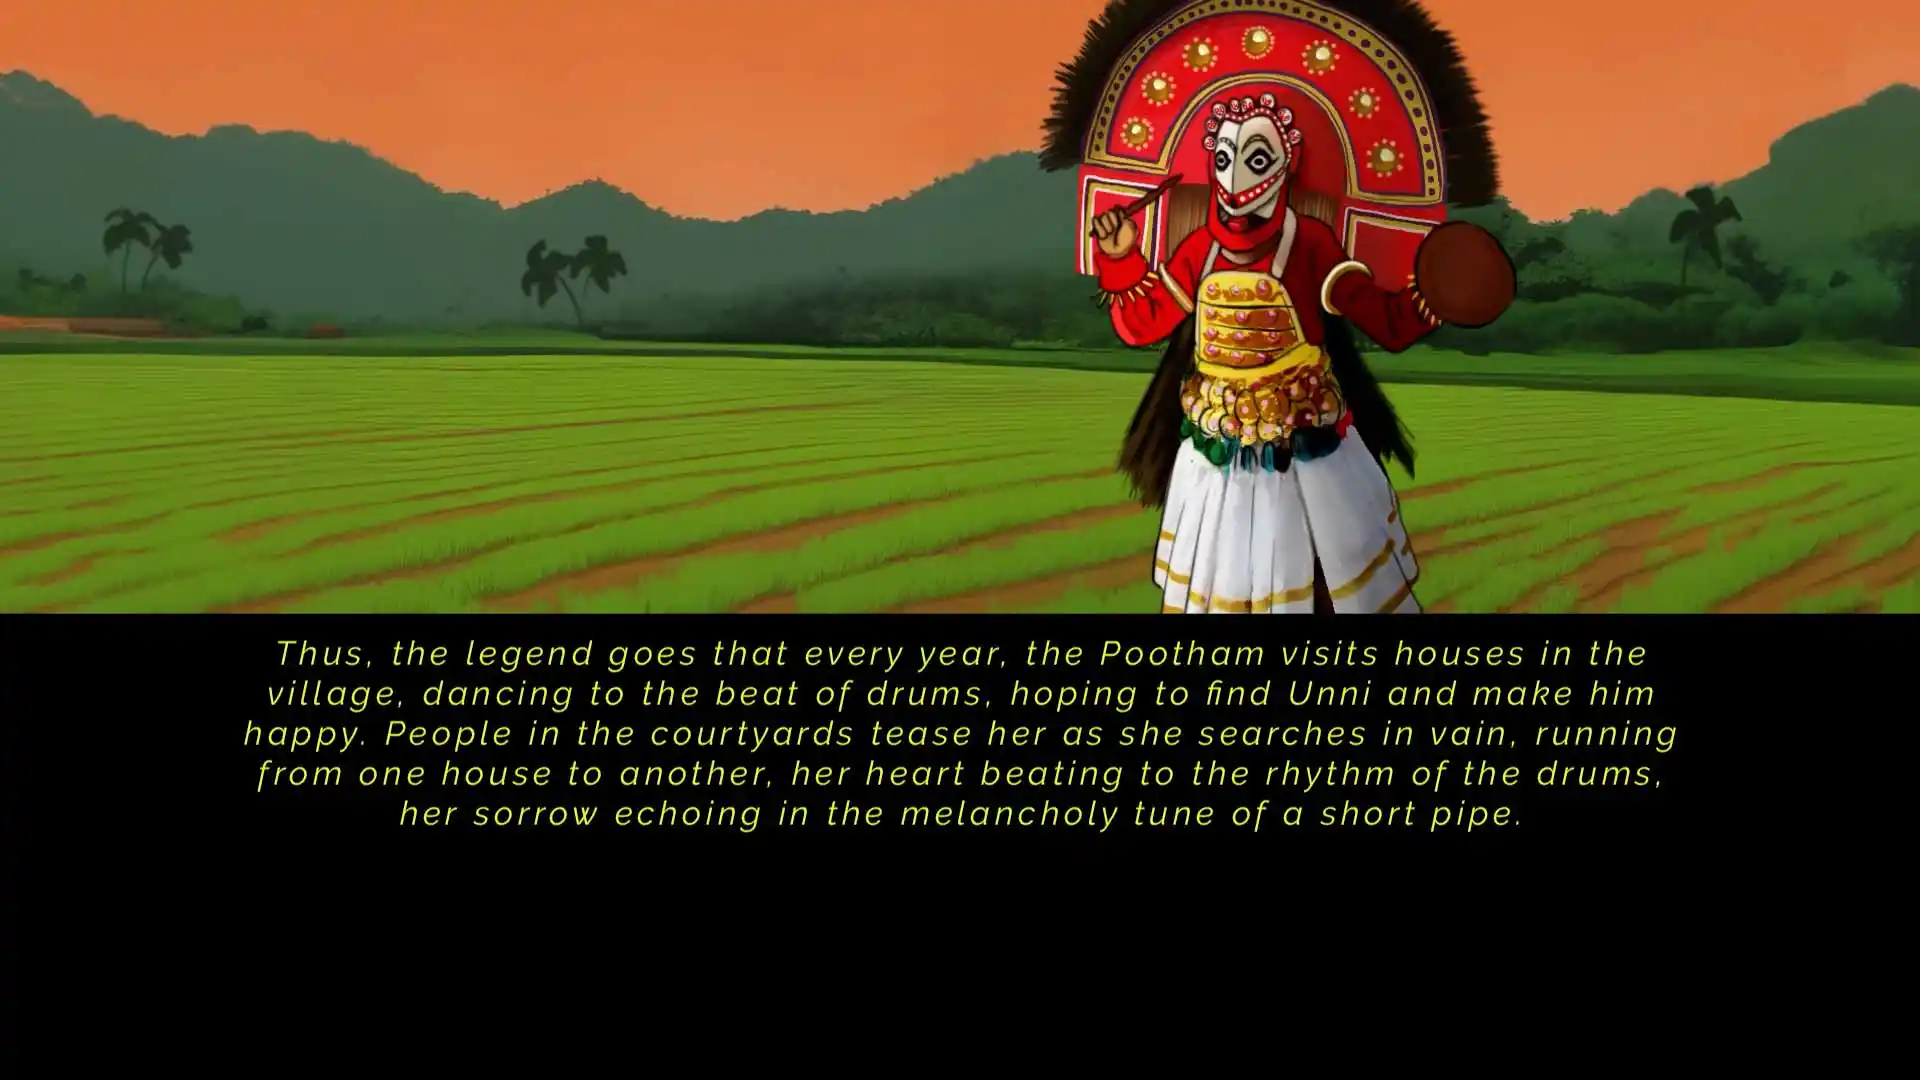 Thus, the legend goes that every year, the Pootham visits houses in the
village, dancing to the beat of drums, hoping to find Unni and make him
happy. People in the courtyards tease her as she searches in vain, running
from one house to another, her heart beating to the rhythm of the drums,
her sorrow echoing in the melancholy tune of a short pipe.